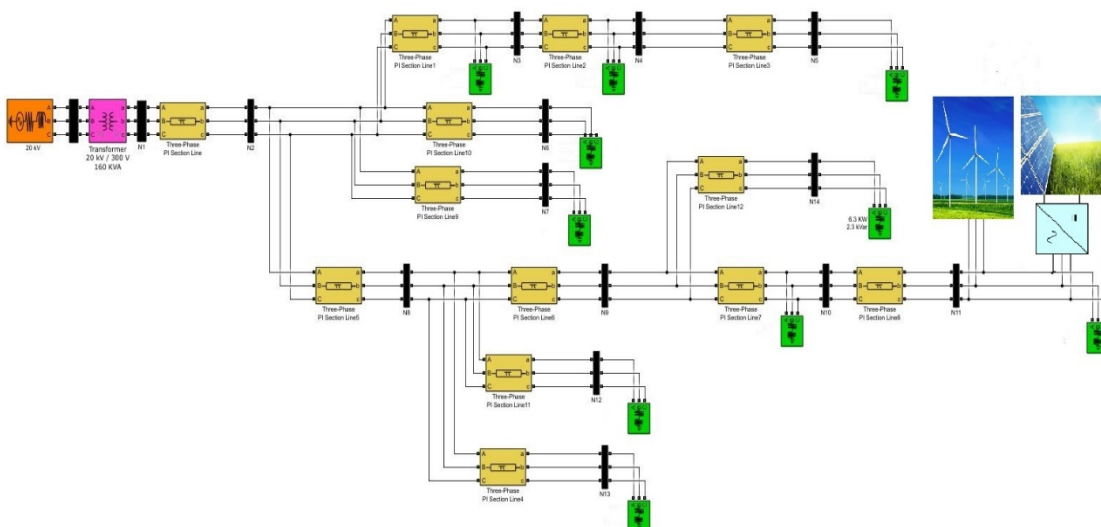 A a
B b
C c
Three-Phase
PI Section Line1
N3
A a
B b
C c
Three-Phase
PI Section Line2
N4
A a
B b
C c
Three-Phase
PI Section Line3
N5
20 kV
A a
B b
C c
Transformer
20 kV / 300 V
160 KVA
N1
A a
B b
C c
Three-Phase
PI Section Line
N2
A a
B b
C c
Three-Phase
PI Section Line10
N6
A a
B b
C c
Three-Phase
PI Section Line9
N7
A a
B b
C c
Three-Phase
PI Section Line12
N14
6.3 KW
2.3 kVar
A a
B b
C c
Three-Phase
PI Section Line5
N8
A a
B b
C c
Three-Phase
PI Section Line6
N9
A a
B b
C c
Three-Phase
PI Section Line7
N10
A a
B b
C c
Three-Phase
N11
A a
B b
C c
Three-Phase
PI Section Line11
N12
A a
B b
C c
Three-Phase
PI Section Line4
N13